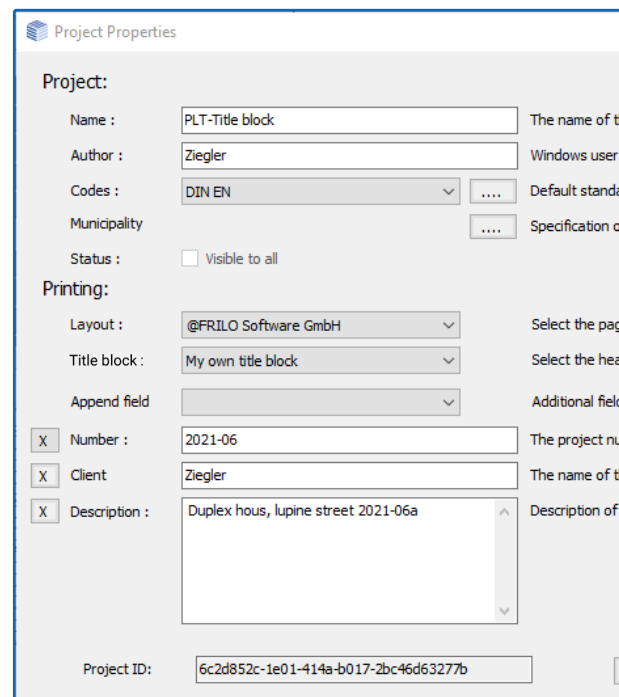 Project Properties
Project:
Name : PLT-Title block The name of t
Author : Ziegler Windows user
Codes : DIN EN .... Default standa
Municipality .... Specification o
Status : Visible to all
Printing:
Layout : @FRILO Software GmbH Select the pag
Title block : My own title block Select the hea
Append field Additional field
X Number : 2021-06 The project nu
X Client Ziegler The name of t
X Description : Duplex hous, lupine street 2021-06a Description of
Project ID: 6c2d852c-1e01-414a-b017-2bc46d63277b